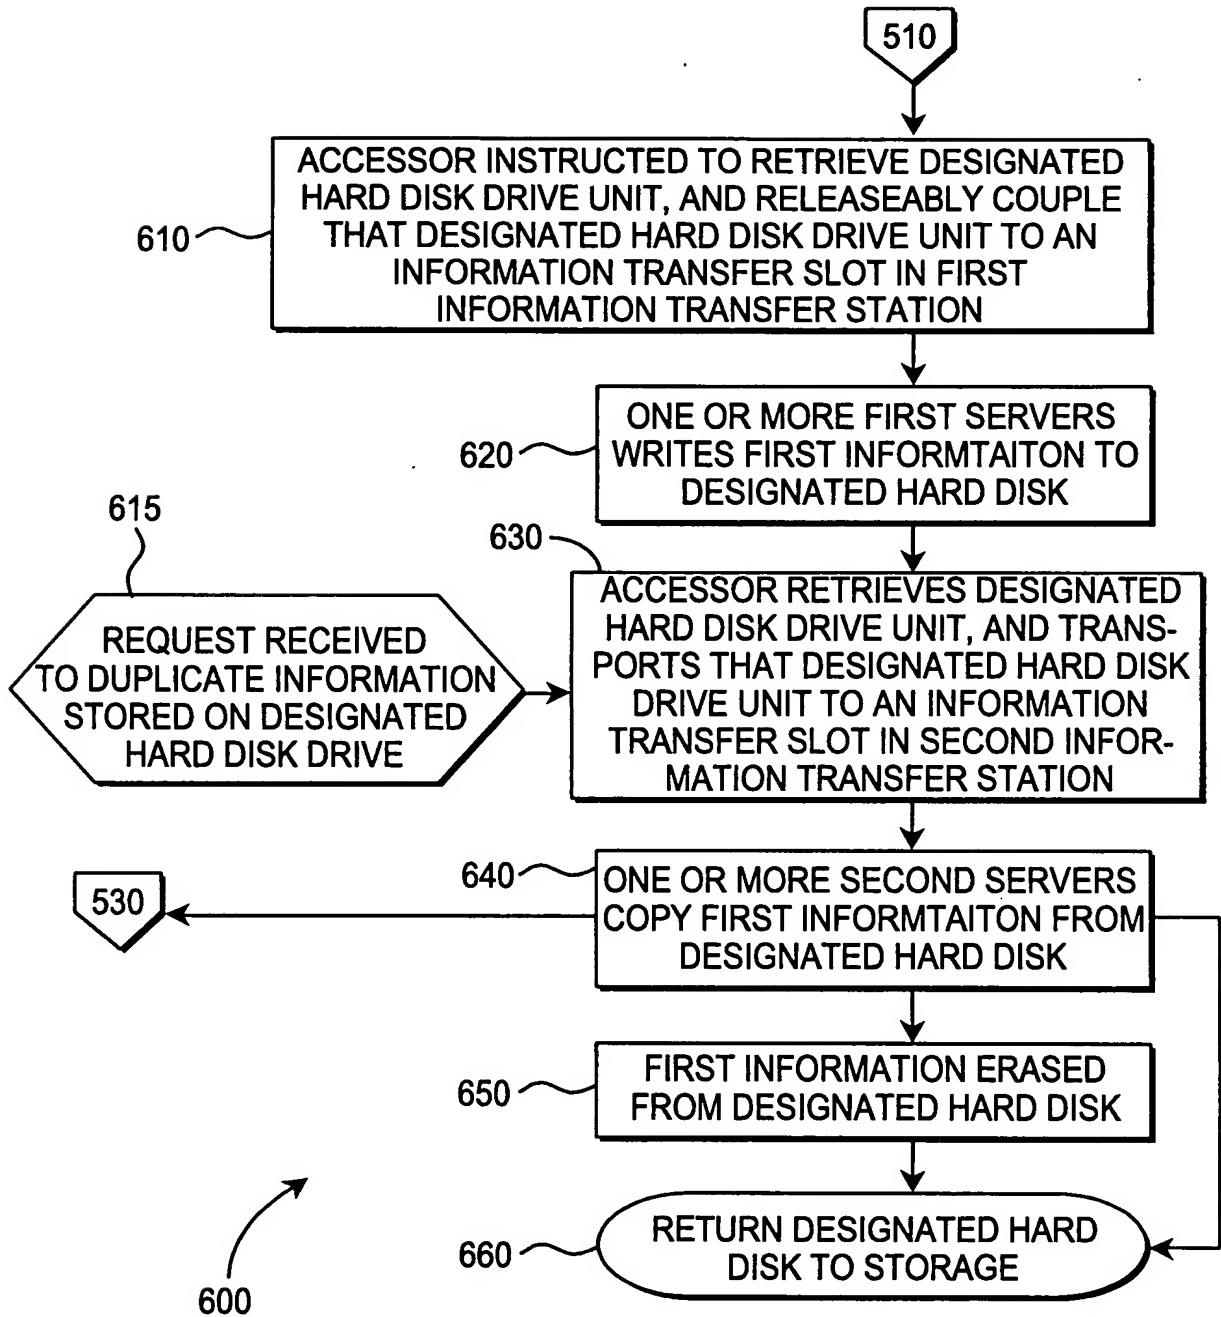 510
ACCESSOR INSTRUCTED TO RETRIEVE DESIGNATED
HARD DISK DRIVE UNIT, AND RELEASEABLY COUPLE
THAT DESIGNATED HARD DISK DRIVE UNIT TO AN
INFORMATION TRANSFER SLOT IN FIRST
INFORMATION TRANSFER STATION
610
ONE OR MORE FIRST SERVERS
WRITES FIRST INFORMTAITON TO
DESIGNATED HARD DISK
620
615
REQUEST RECEIVED
TO DUPLICATE INFORMATION
STORED ON DESIGNATED
HARD DISK DRIVE
630
ACCESSOR RETRIEVES DESIGNATED
HARD DISK DRIVE UNIT, AND TRANS-
PORTS THAT DESIGNATED HARD DISK
DRIVE UNIT TO AN INFORMATION
TRANSFER SLOT IN SECOND INFOR-
MATION TRANSFER STATION
640
ONE OR MORE SECOND SERVERS
COPY FIRST INFORMTAITON FROM
DESIGNATED HARD DISK
530
650
FIRST INFORMATION ERASED
FROM DESIGNATED HARD DISK
660
RETURN DESIGNATED HARD
DISK TO STORAGE
600